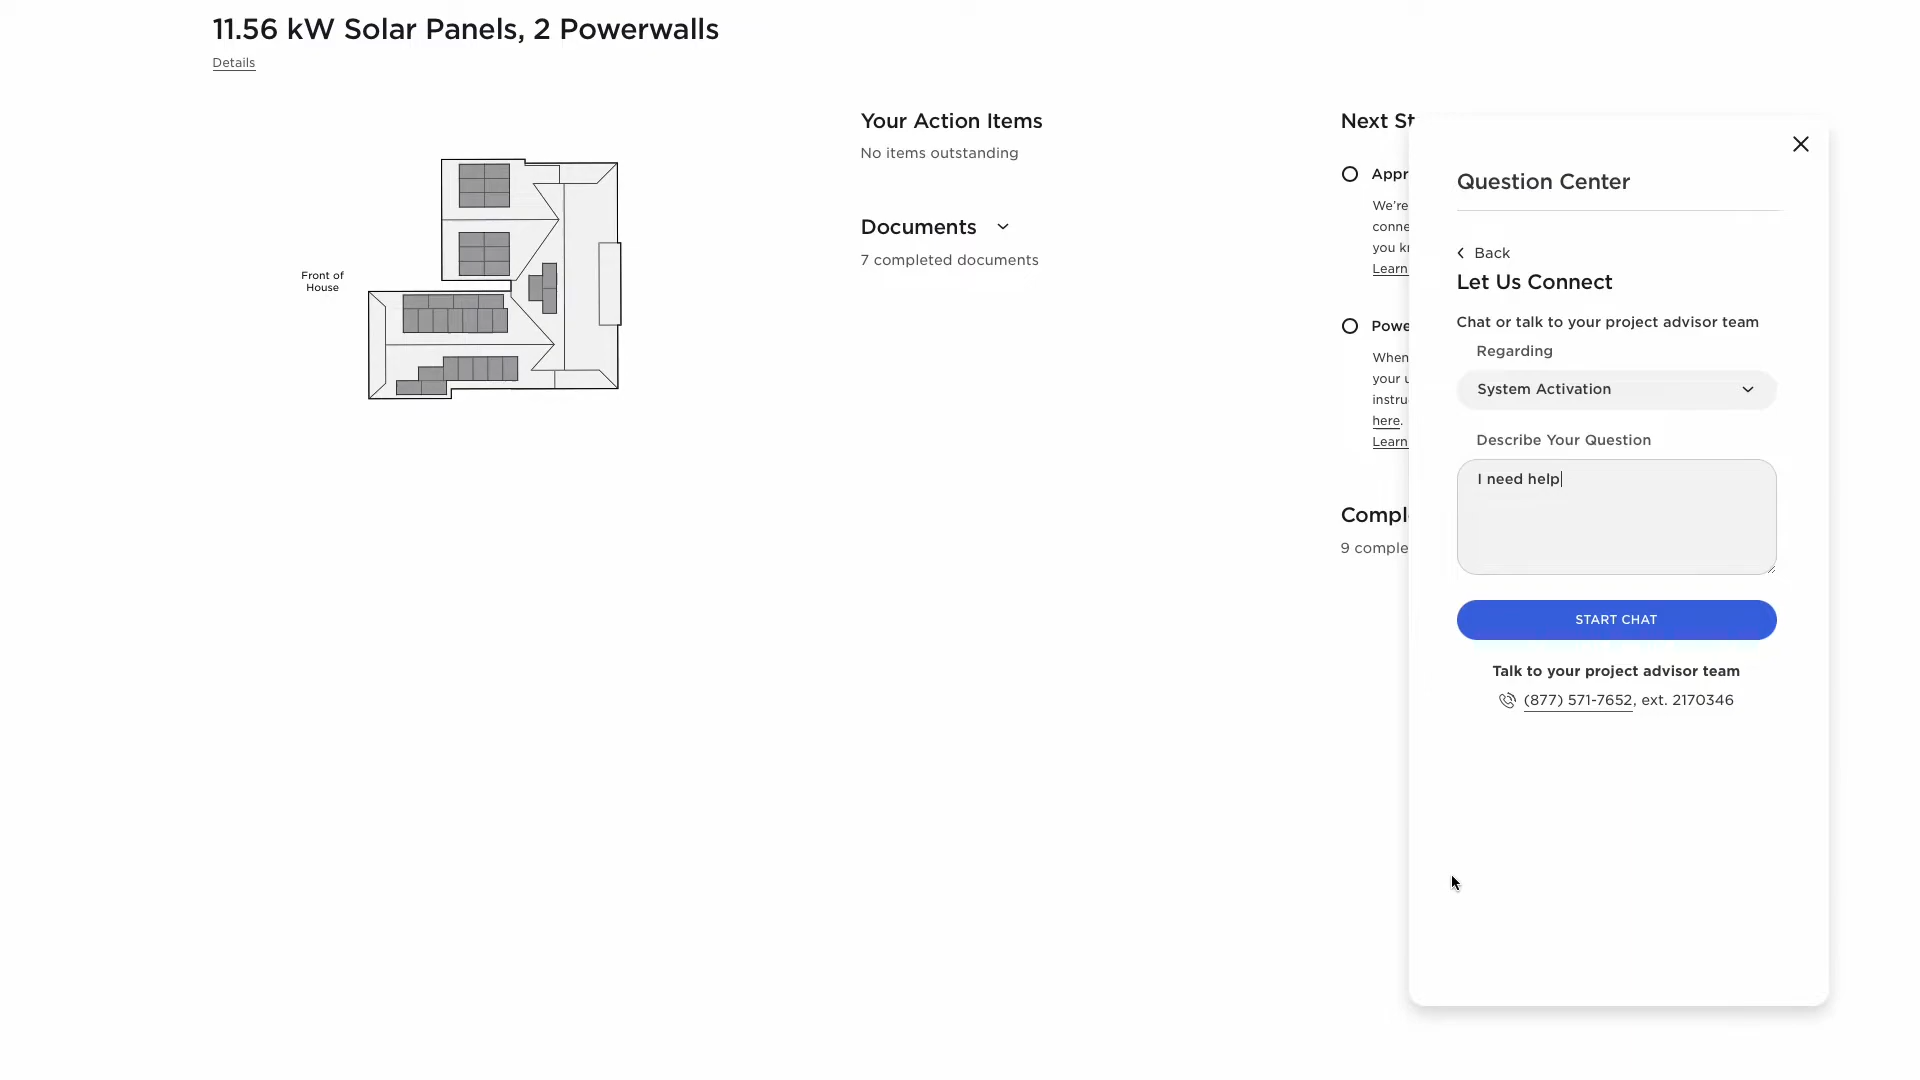 11.56 kW Solar Panels, 2 Powerwalls
Details
Front of
House
Your Action Items
No items outstanding
Documents
7 completed documents
Next St
Appr
We're
conne
you k
Learn
Powe
When
your u
instru
here.
Learn
Compl
9 comple
Question Center
Back
Let Us Connect
Chat or talk to your project advisor team
Regarding
System Activation
Describe Your Question
I need help
START CHAT
Talk to your project advisor team
(877) 571-7652, ext. 2170346